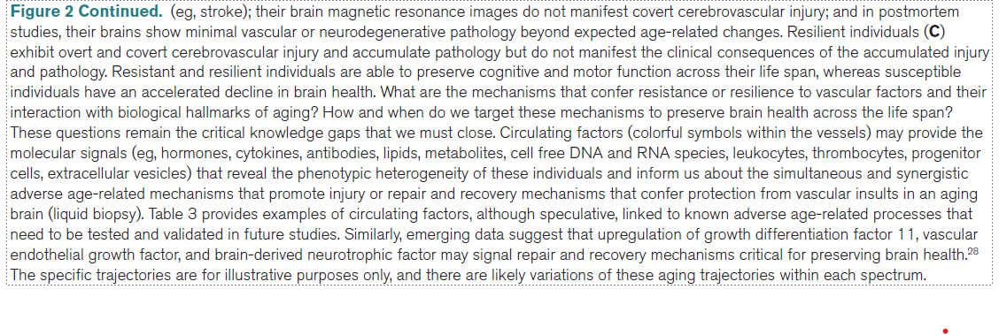 Figure 2 Continued. (eg, stroke); their brain magnetic resonance images do not manifest covert cerebrovascular injury; and in postmortem
studies, their brains show minimal vascular or neurodegenerative pathology beyond expected age-related changes. Resilient individuals (C)
exhibit overt and covert cerebrovascular injury and accumulate pathology but do not manifest the clinical consequences of the accumulated injury
and pathology. Resistant and resilient individuals are able to preserve cognitive and motor function across their life span, whereas susceptible
individuals have an accelerated decline in brain health. What are the mechanisms that confer resistance or resilience to vascular factors and their
interaction with biological hallmarks of aging? How and when do we target these mechanisms to preserve brain health across the life span?
These questions remain the critical knowledge gaps that we must close. Circulating factors (colorful symbols within the vessels) may provide the
molecular signals (eg, hormones, cytokines, antibodies, lipids, metabolites, cell free DNA and RNA species, leukocytes, thrombocytes, progenitor
cells, extracellular vesicles) that reveal the phenotypic heterogeneity of these individuals and inform us about the simultaneous and synergistic
adverse age-related mechanisms that promote injury or repair and recovery mechanisms that confer protection from vascular insults in an aging
brain (liquid biopsy). Table 3 provides examples of circulating factors, although speculative, linked to known adverse age-related processes that
need to be tested and validated in future studies. Similarly, emerging data suggest that upregulation of growth differentiation factor 11, vascular
endothelial growth factor, and brain-derived neurotrophic factor may signal repair and recovery mechanisms critical for preserving brain health.28
The specific trajectories are for illustrative purposes only, and there are likely variations of these aging trajectories within each spectrum.